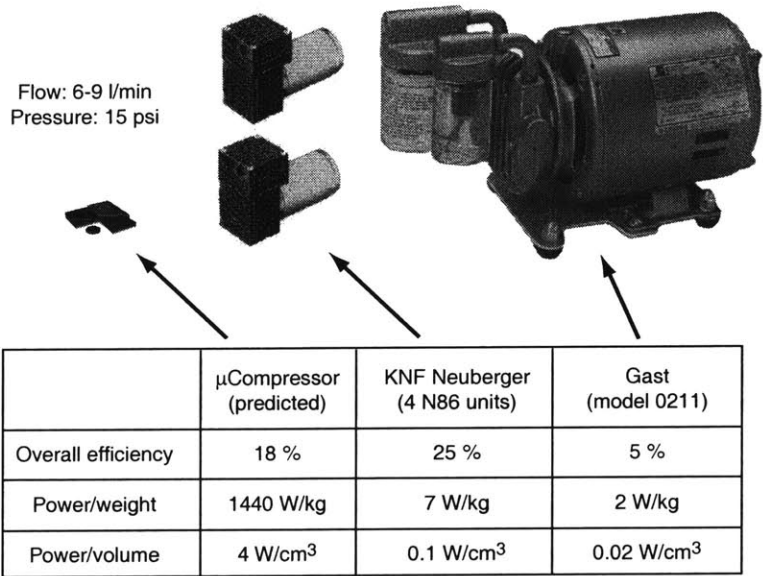 Flow: 6-9 l/min
Pressure: 15 psi
μCompressor
(predicted)
KNF Neuberger
(4 N86 units)
Gast
(model 0211)
Overall efficiency
18 %
25 %
5 %
Power/weight
1440 W/kg
7 W/kg
2 W/kg
Power/volume
4 W/cm³
0.1 W/cm³
0.02 W/cm³